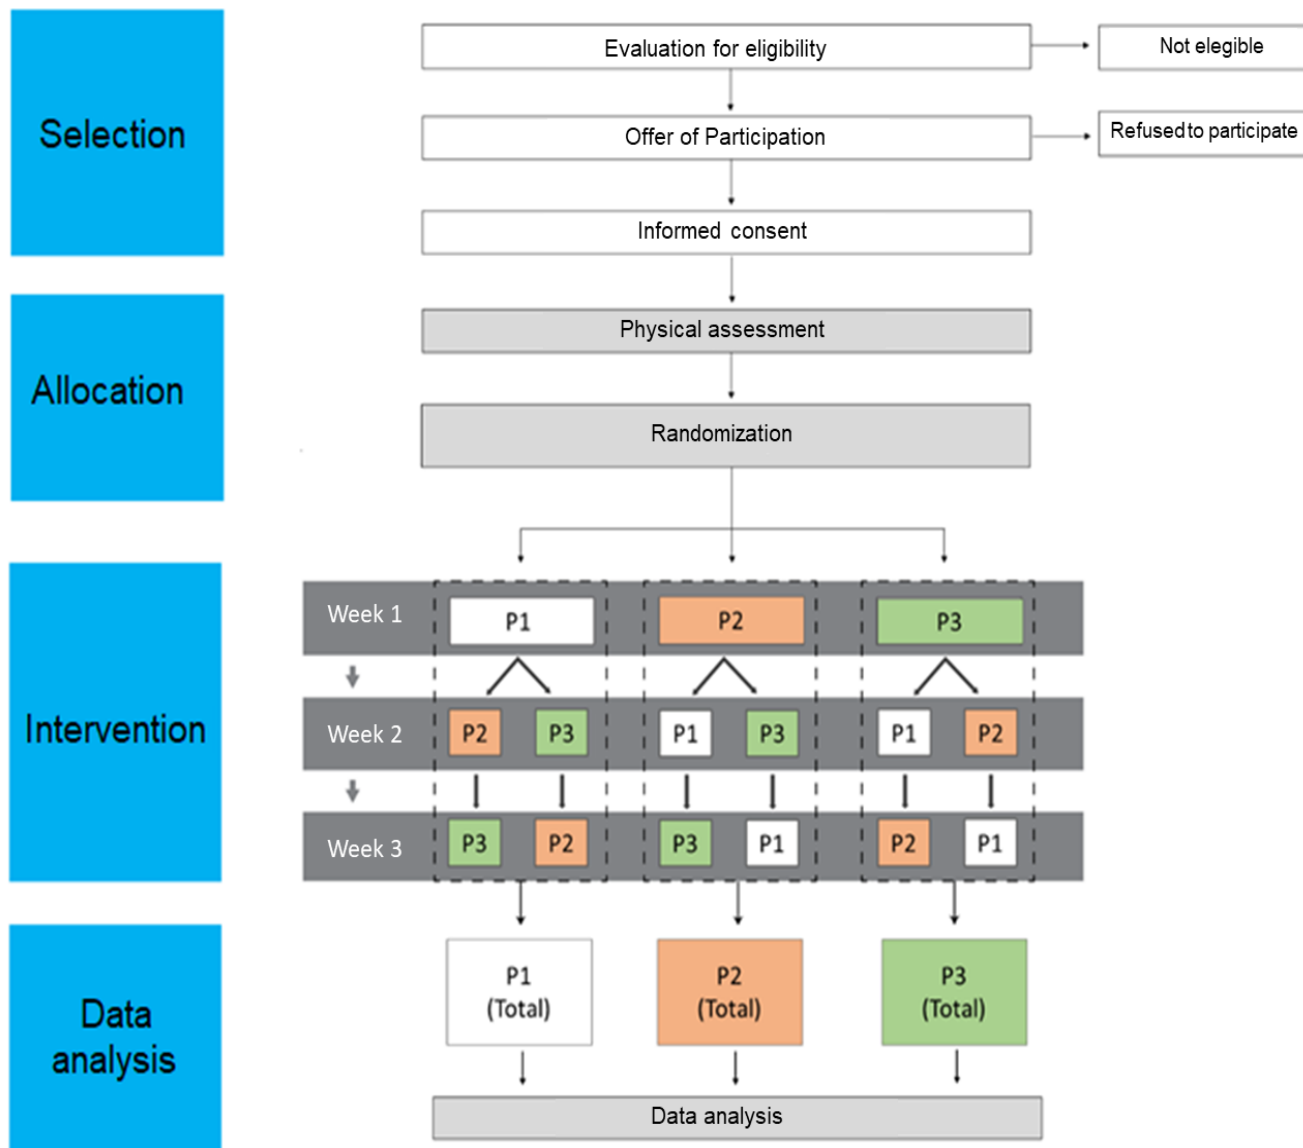 Selection
Evaluation for eligibility
Not elegible
Offer of Participation
Refused to participate
Informed consent
Allocation
Physical assessment
Randomization
Intervention
Week 1
P1
P2
P3
Week 2
P2
P3
P1
P3
P1
P2
Week 3
P3
P2
P3
P1
P2
P1
Data
analysis
P1
(Total)
P2
(Total)
P3
(Total)
Data analysis